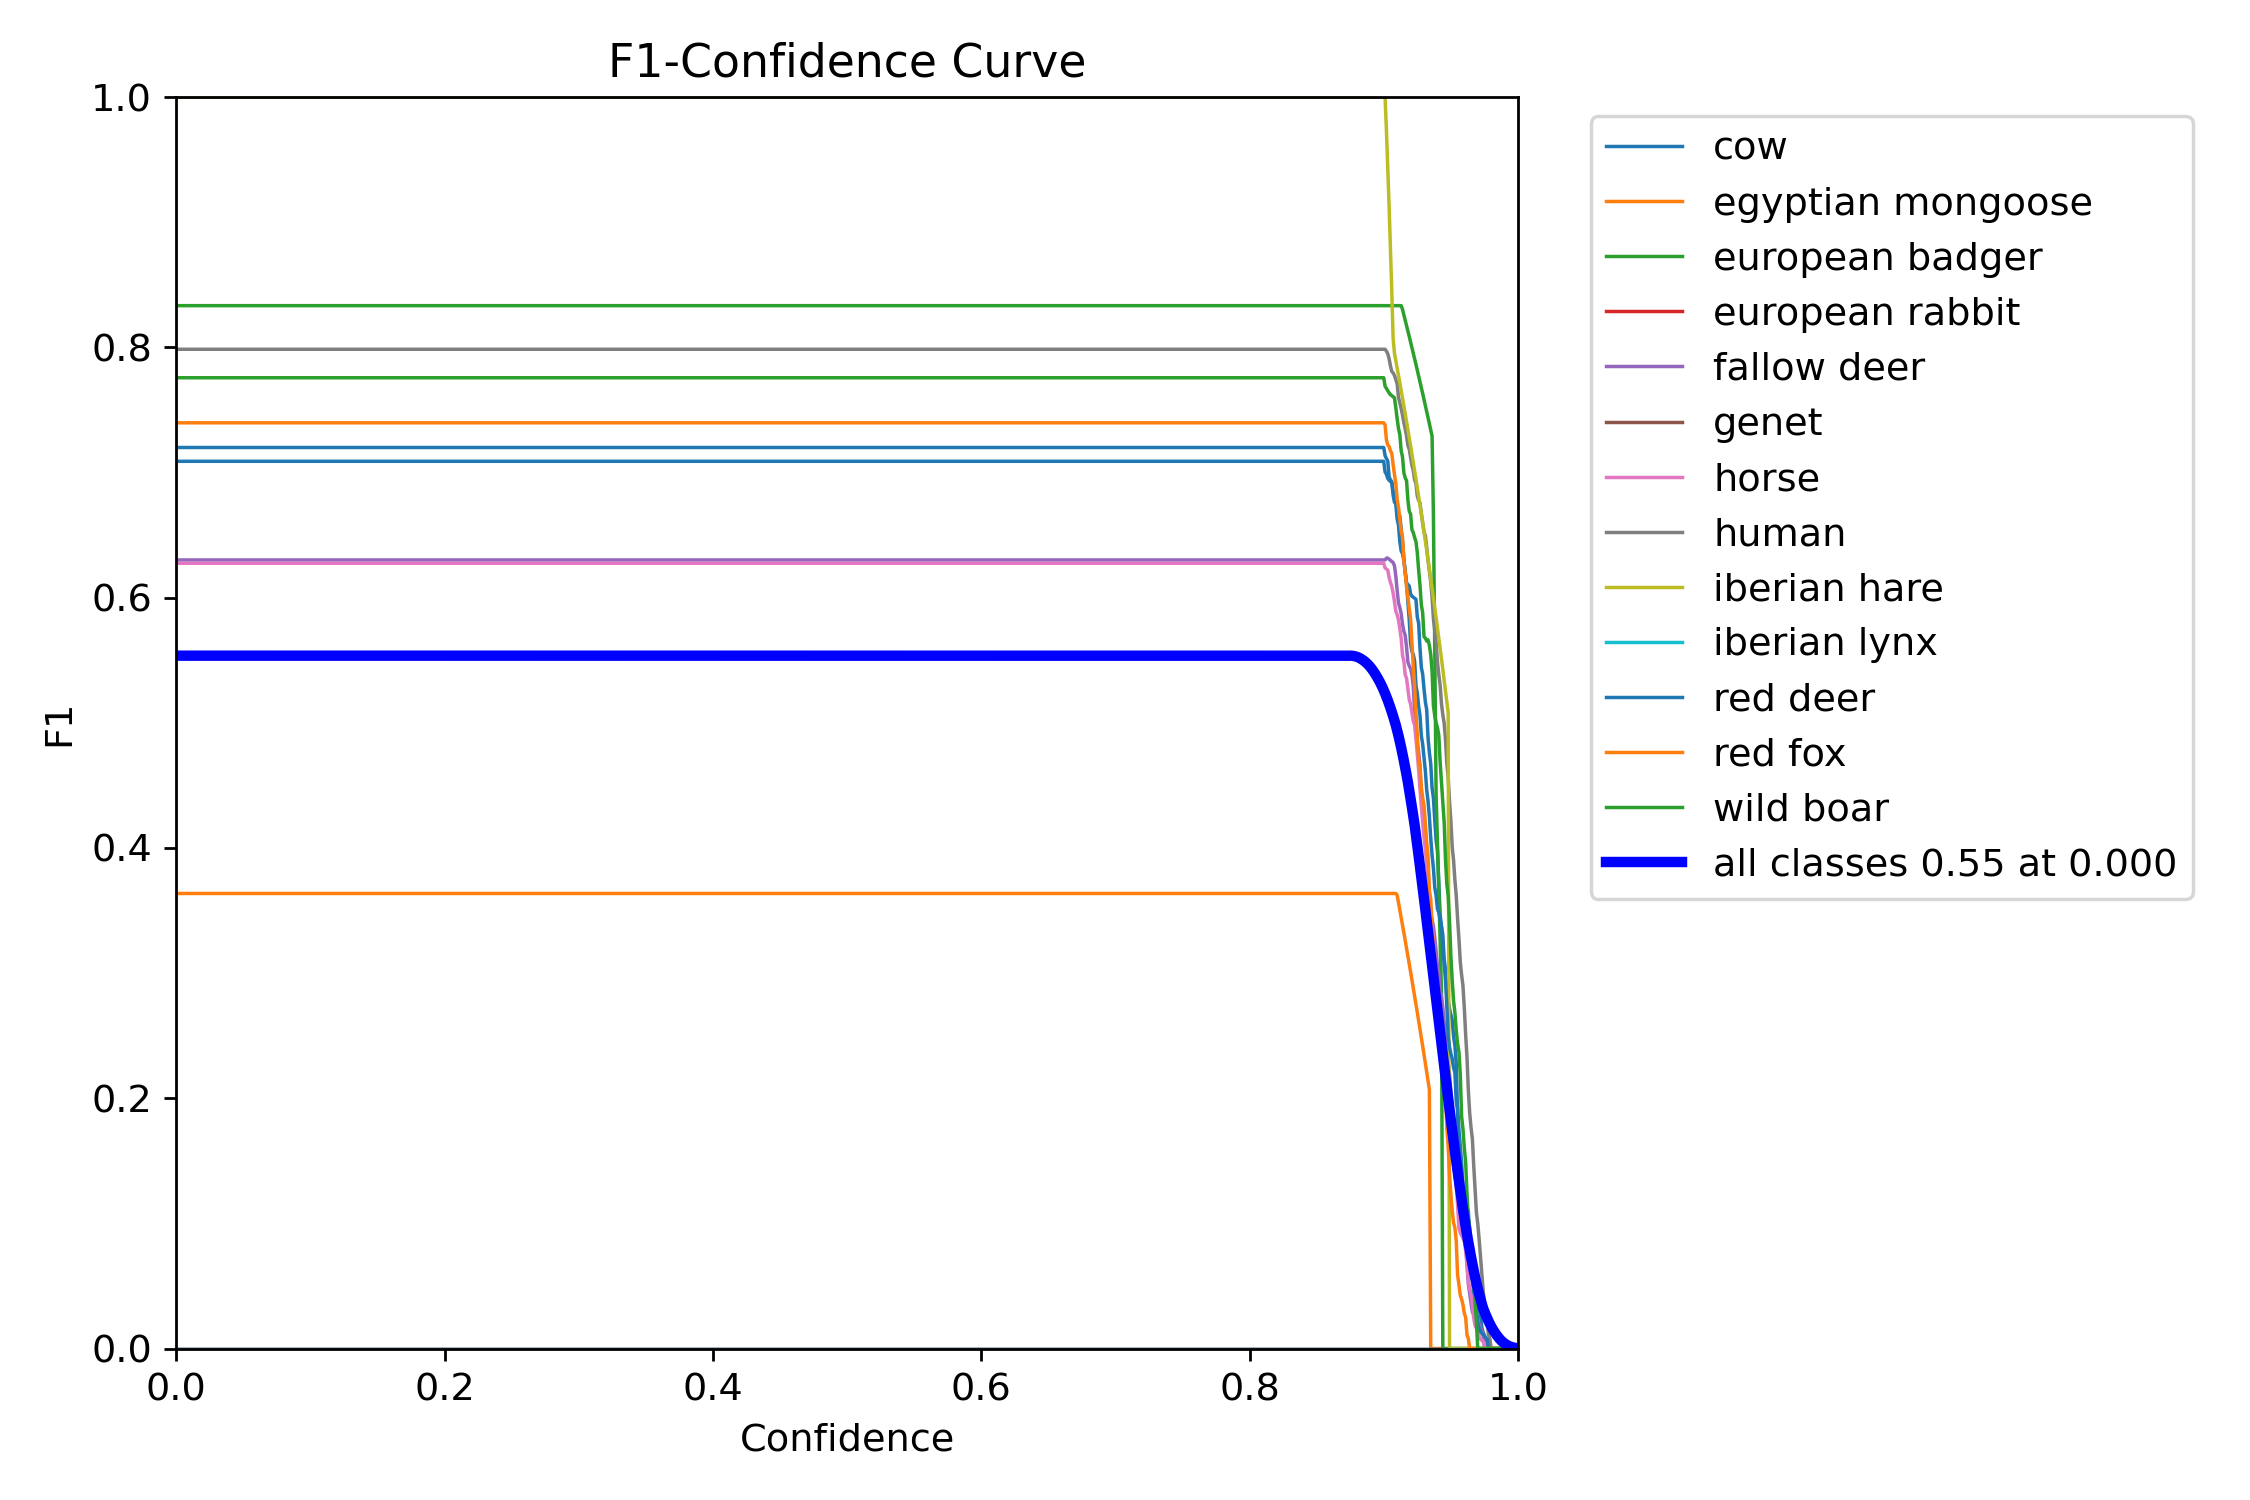 F1-Confidence Curve
1.0
0.8
0.6
0.4
0.2
0.0
F1
0.0 0.2 0.4 0.6 0.8 1.0
Confidence
cow
egyptian mongoose
european badger
european rabbit
fallow deer
genet
horse
human
iberian hare
iberian lynx
red deer
red fox
wild boar
all classes 0.55 at 0.000